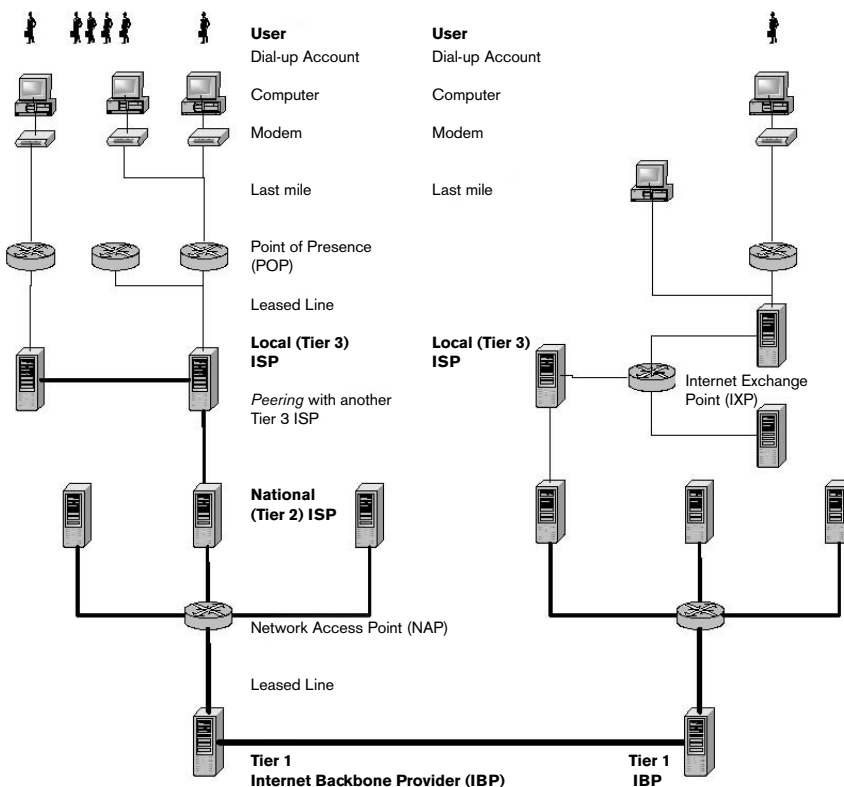 User
Dial-up Account
Computer
Modem
Last mile
Point of Presence
(POP)
Leased Line
Local (Tier 3)
ISP
Peering with another
Tier 3 ISP
National
(Tier 2) ISP
Network Access Point (NAP)
Leased Line
Tier 1
Internet Backbone Provider (IBP)
User
Dial-up Account
Computer
Modem
Last mile
Local (Tier 3)
ISP
Internet Exchange
Point (IXP)
Tier 1
IBP